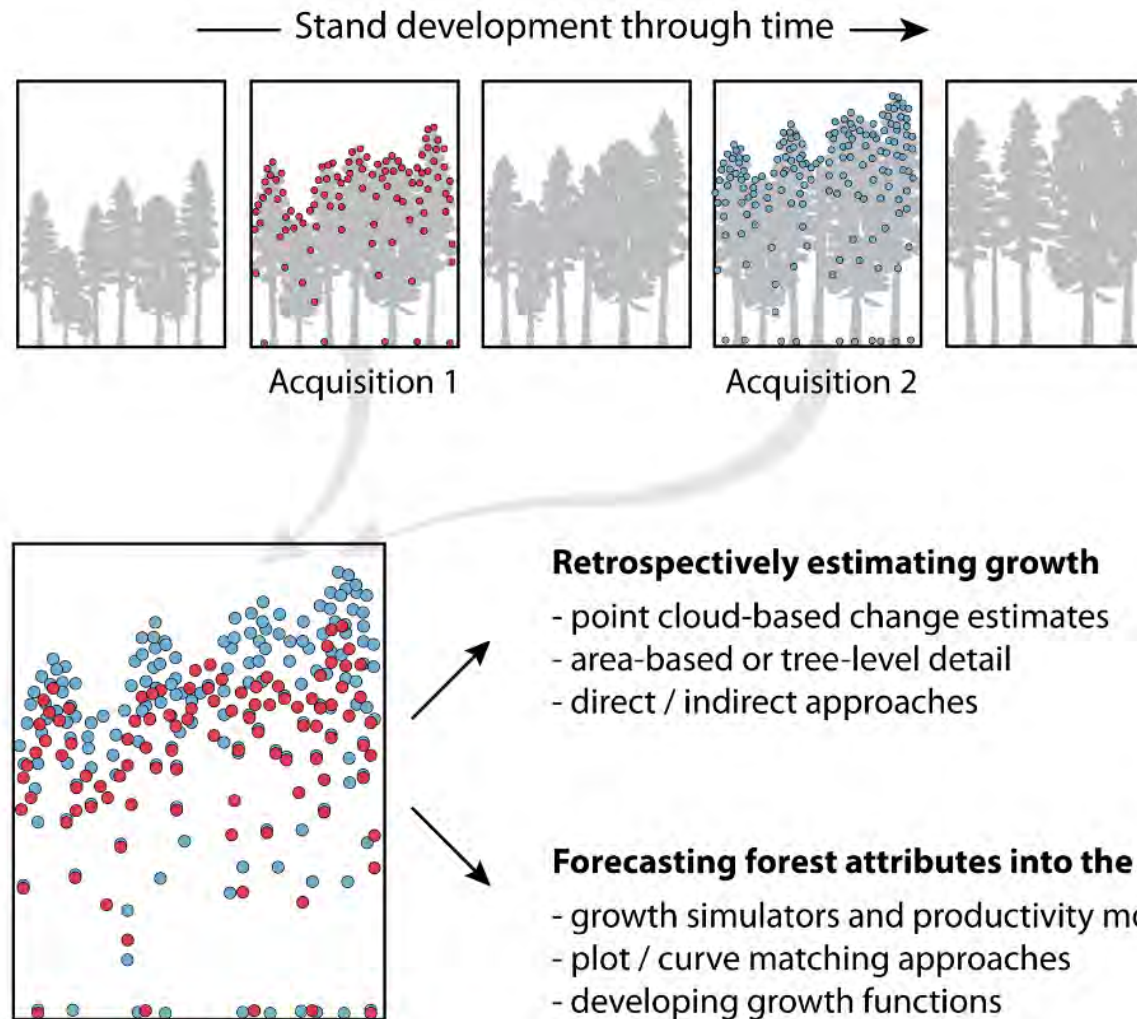 Stand development through time
Acquisition 1
Acquisition 2
Retrospectively estimating growth
- point cloud-based change estimates
- area-based or tree-level detail
- direct / indirect approaches
Forecasting forest attributes into the
- growth simulators and productivity
- plot / curve matching approaches
- developing growth functions